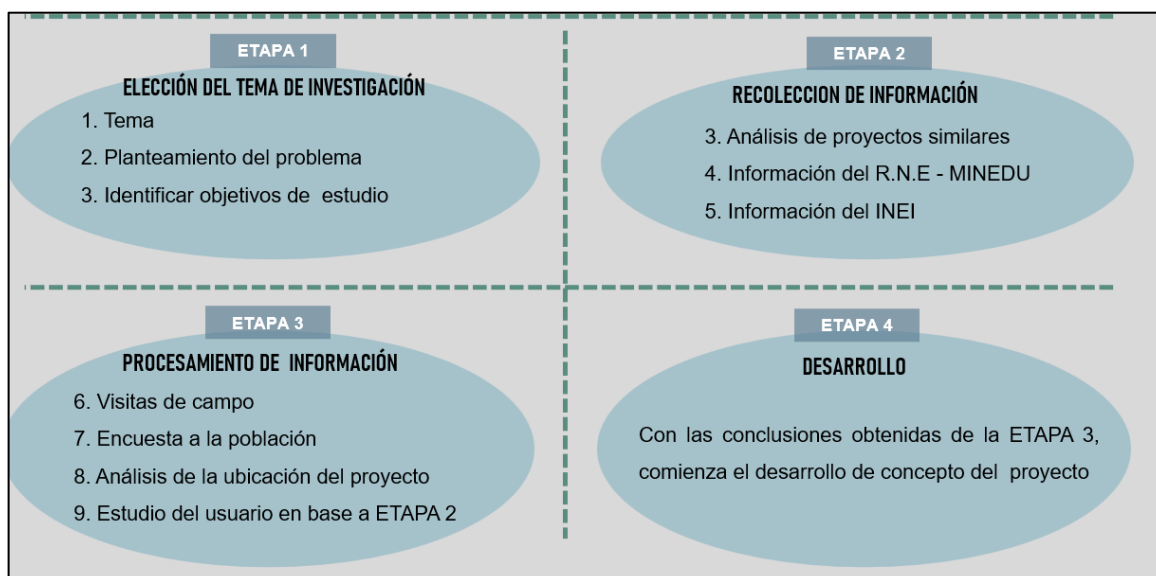 ETAPA 1
ELECCIÓN DEL TEMA DE INVESTIGACIÓN
1. Tema
2. Planteamiento del problema
3. Identificar objetivos de estudio
ETAPA 2
RECOLECCION DE INFORMACIÓN
3. Análisis de proyectos similares
4. Información del R.N.E - MINEDU
5. Información del INEI
ETAPA 3
PROCESAMIENTO DE INFORMACIÓN
6. Visitas de campo
7. Encuesta a la población
8. Análisis de la ubicación del proyecto
9. Estudio del usuario en base a ETAPA 2
ETAPA 4
DESARROLLO
Con las conclusiones obtenidas de la ETAPA 3,
comienza el desarrollo de concepto del proyecto